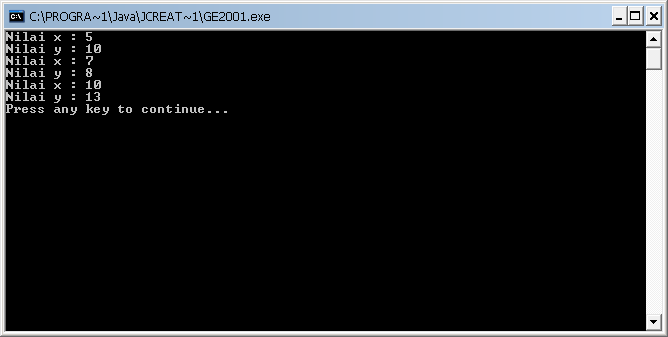 C:\PROGRA~1\Java\JCREAT~1\GE2001.exe
Nilai x : 5
Nilai y : 10
Nilai x : 7
Nilai y : 8
Nilai x : 10
Nilai y : 13
Press any key to continue...